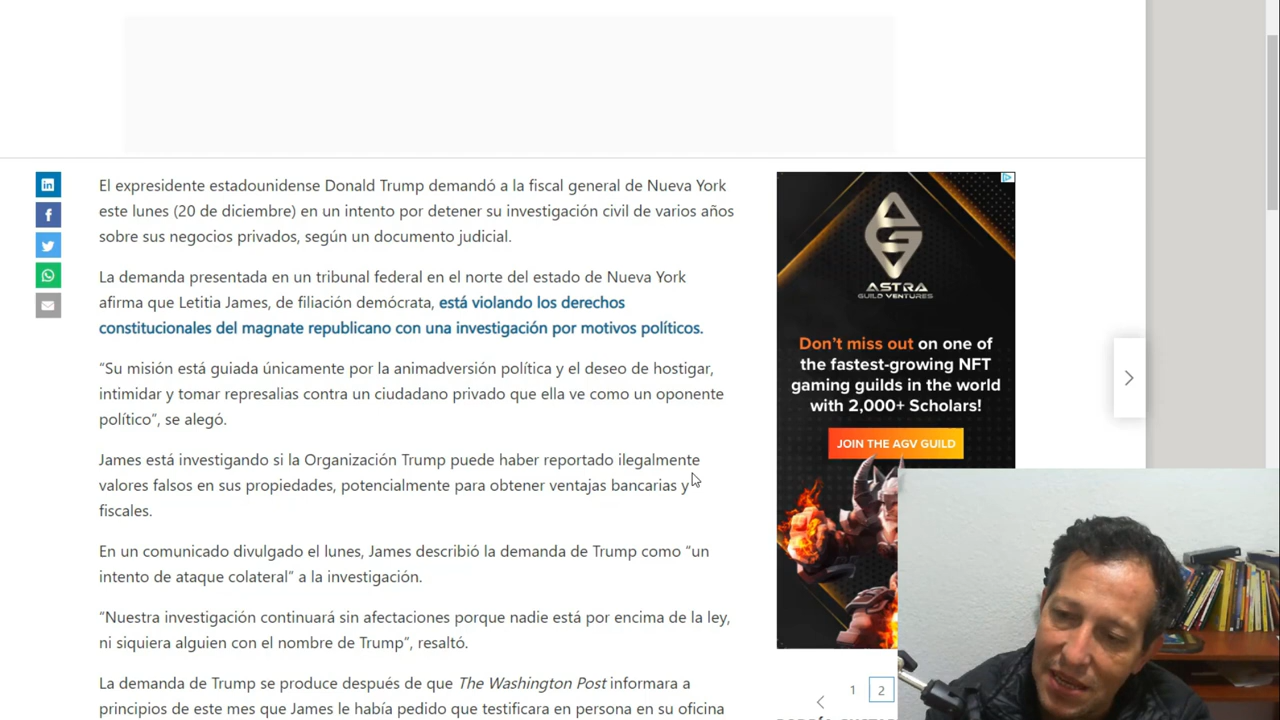 El expresidente estadounidense Donald Trump demandó a la fiscal general de Nueva York
este lunes (20 de diciembre) en un intento por detener su investigación civil de varios años
sobre sus negocios privados, según un documento judicial.
La demanda presentada en un tribunal federal en el norte del estado de Nueva York
afirma que Letitia James, de filiación demócrata, está violando los derechos
constitucionales del magnate republicano con una investigación por motivos políticos.
“Su misión está guiada únicamente por la animadversión política y el deseo de hostigar,
intimidar y tomar represalias contra un ciudadano privado que ella ve como un oponente
político”, se alegó.
James está investigando si la Organización Trump puede haber reportado ilegalmente
valores falsos en sus propiedades, potencialmente para obtener ventajas bancarias y
fiscales.
En un comunicado divulgado el lunes, James describió la demanda de Trump como “un
intento de ataque colateral” a la investigación.
“Nuestra investigación continuará sin afectaciones porque nadie está por encima de la ley,
ni siquiera alguien con el nombre de Trump”, resaltó.
La demanda de Trump se produce después de que The Washington Post informara a
principios de este mes que James le había pedido que testificara en persona en su oficina
ASTRA
GUILD VENTURES
Don’t miss out on one of
the fastest-growing NFT
gaming guilds in the world
with 2,000+ Scholars!
JOIN THE AGV GUILD
1 2